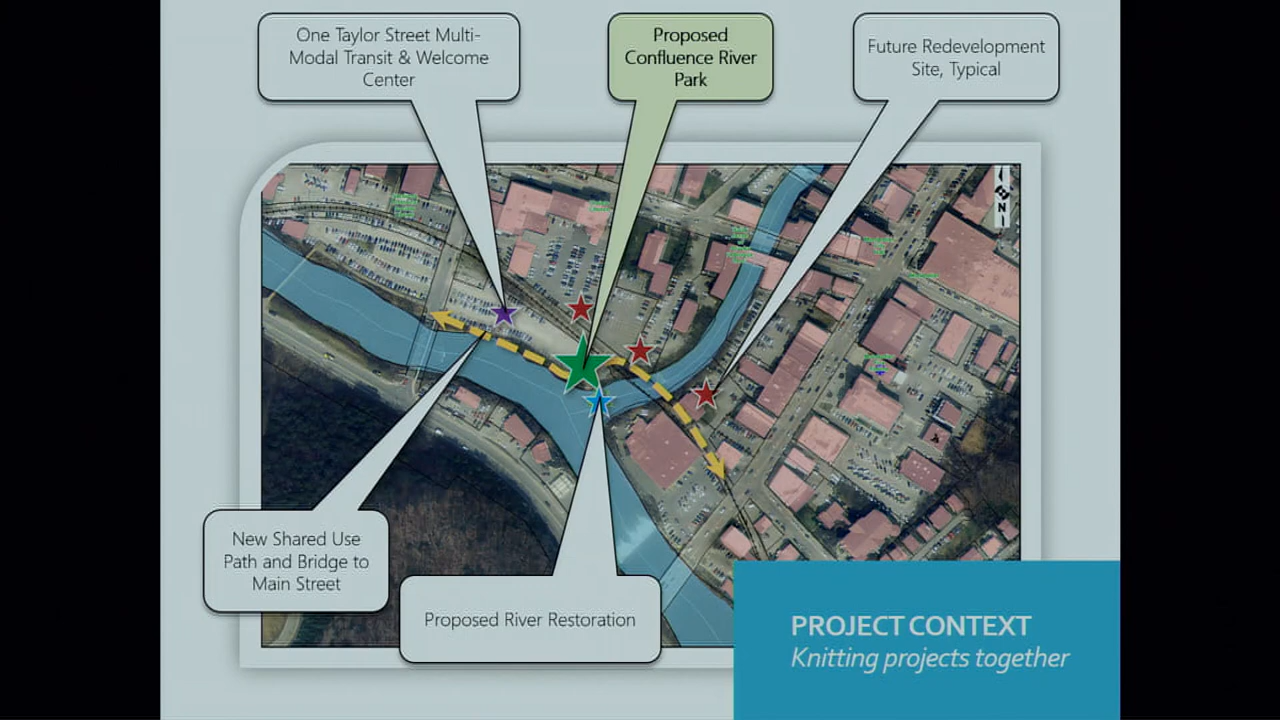 One Taylor Street Multi-
Modal Transit & Welcome
Center
Proposed
Confluence River
Park
Future Redevelopment
Site, Typical
N
New Shared Use
Path and Bridge to
Main Street
Proposed River Restoration
PROJECT CONTEXT
Knitting projects together